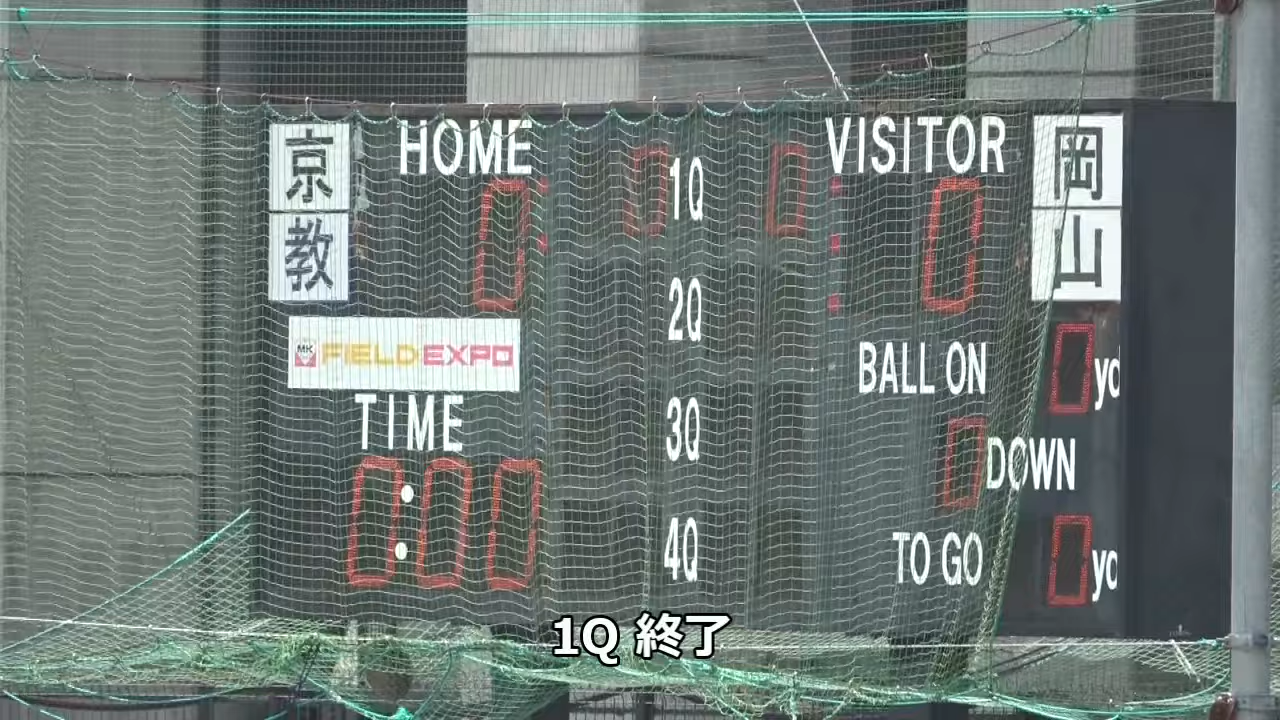 京教
HOME
0
0 1Q 0
VISITOR
0
岡山
2Q
MK FIELD EXPO
BALL ON 0 yd
TIME
0:00
3Q
0 DOWN
4Q
TO GO 0 yd
1Q 終了